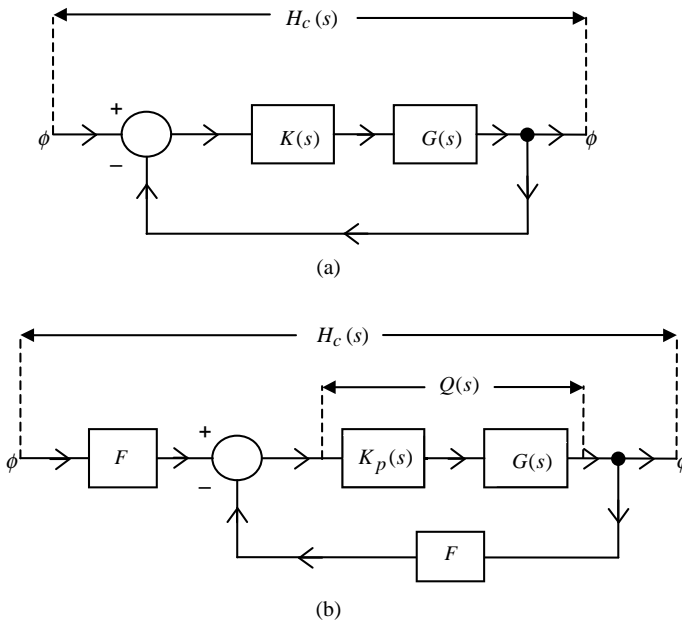 H_c(s)
ϕ + − K(s) G(s) ϕ
(a)
H_c(s)
Q(s)
ϕ F + − K_p(s) G(s) ϕ
F
(b)